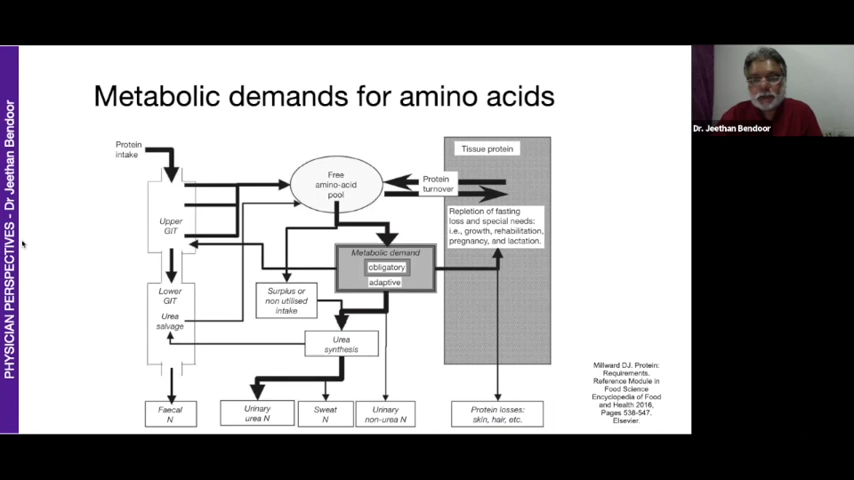 PHYSICIAN PERSPECTIVES - Dr Jeethan Bendoor
Metabolic demands for amino acids
Protein
intake
Upper
GIT
Lower
GIT
Urea
salvage
Faecal
N
Free
amino-acid
pool
Protein
turnover
Tissue protein
Repletion of fasting
loss and special needs:
i.e., growth, rehabilitation,
pregnancy, and lactation.
Metabolic demand
obligatory
adaptive
Surplus or
non utilised
intake
Urea
synthesis
Urinary
urea N
Sweat
N
Urinary
non-urea N
Protein losses:
skin, hair, etc.
Millward DJ. Protein:
Requirements.
Reference Module in
Food Science
Encyclopedia of Food
and Health 2016,
Pages 538-547.
Elsevier.
Dr. Jeethan Bendoor